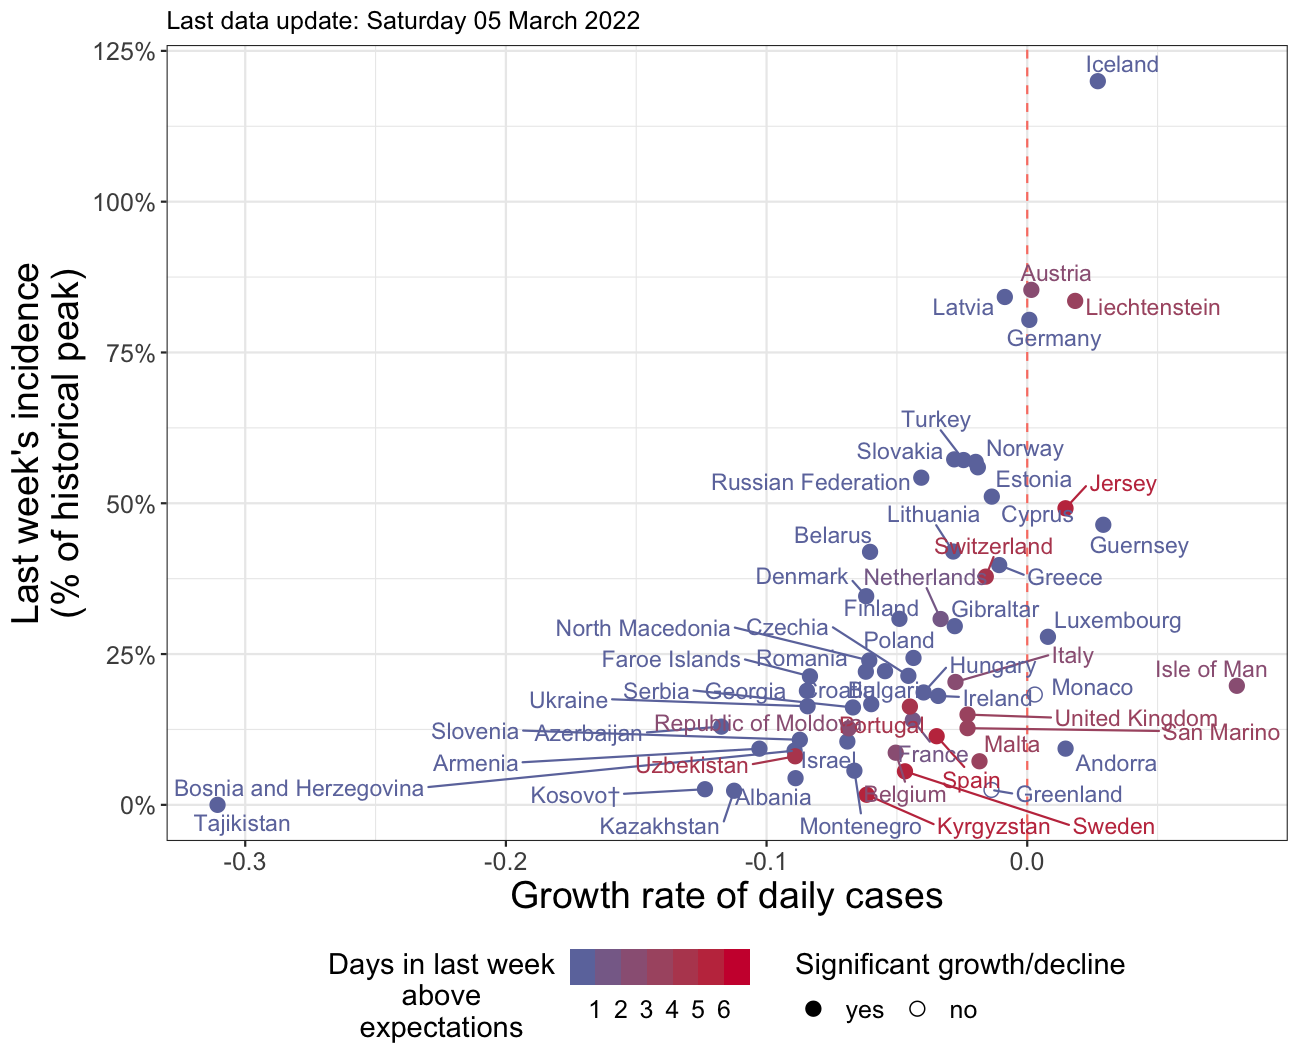 Last data update: Saturday 05 March 2022
125%
100%
75%
50%
25%
0%
Last week's incidence
(% of historical peak)
Iceland
Austria
Latvia
Liechtenstein
Germany
Turkey
Slovakia
Norway
Russian Federation
Estonia
Jersey
Lithuania
Cyprus
Belarus
Switzerland
Guernsey
Denmark
Netherlands
Greece
Finland
Gibraltar
North Macedonia
Czechia
Luxembourg
Poland
Faroe Islands
Romania
Hungary
Italy
Isle of Man
Ukraine
Serbia
Georgia
Croatia
Bulgaria
Ireland
Monaco
Slovenia
Azerbaijan
Republic of Moldova
Portugal
United Kingdom
San Marino
Armenia
Uzbekistan
Israel
France
Malta
Andorra
Bosnia and Herzegovina
Kosovo†
Albania
Belgium
Spain
Greenland
Tajikistan
Kazakhstan
Montenegro
Kyrgyzstan
Sweden
-0.3
-0.2
-0.1
0.0
Growth rate of daily cases
Days in last week
above
expectations
1 2 3 4 5 6
Significant growth/decline
yes
no